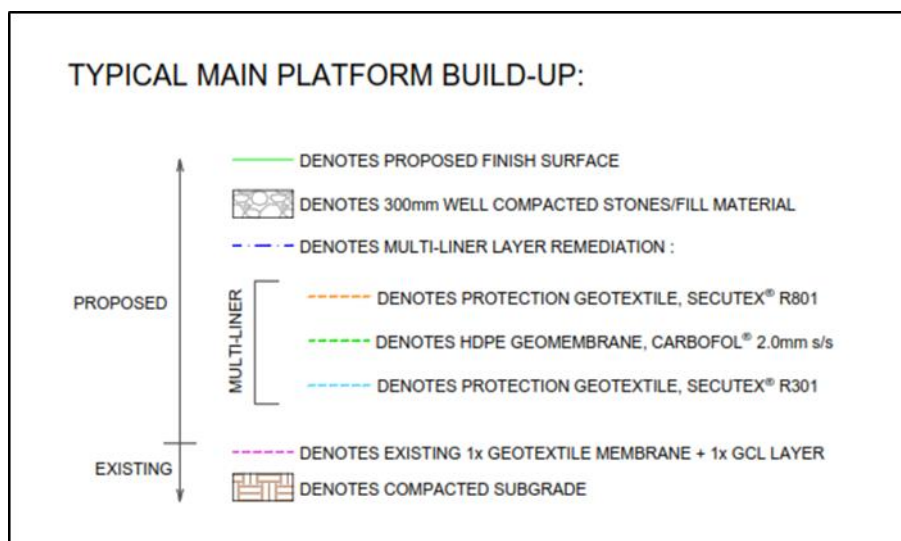 TYPICAL MAIN PLATFORM BUILD-UP:
DENOTES PROPOSED FINISH SURFACE
DENOTES 300mm WELL COMPACTED STONES/FILL MATERIAL
DENOTES MULTI-LINER LAYER REMEDIATION :
PROPOSED
MULTI-LINER
DENOTES PROTECTION GEOTEXTILE, SECUTEX® R801
DENOTES HDPE GEOMEMBRANE, CARBOFOL® 2.0mm s/s
DENOTES PROTECTION GEOTEXTILE, SECUTEX® R301
EXISTING
DENOTES EXISTING 1x GEOTEXTILE MEMBRANE + 1x GCL LAYER
DENOTES COMPACTED SUBGRADE